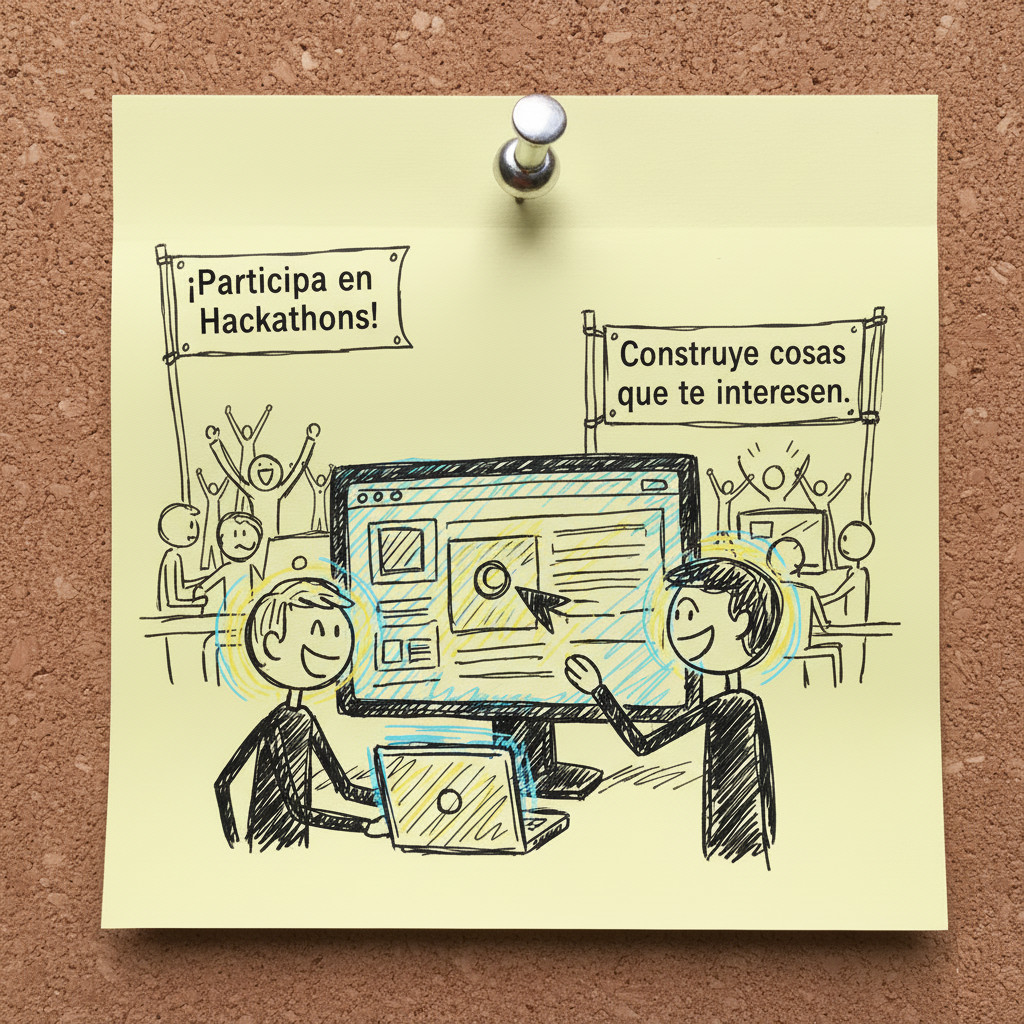 ¡Participa en
Hackathons!
Construye cosas
que te interesen.